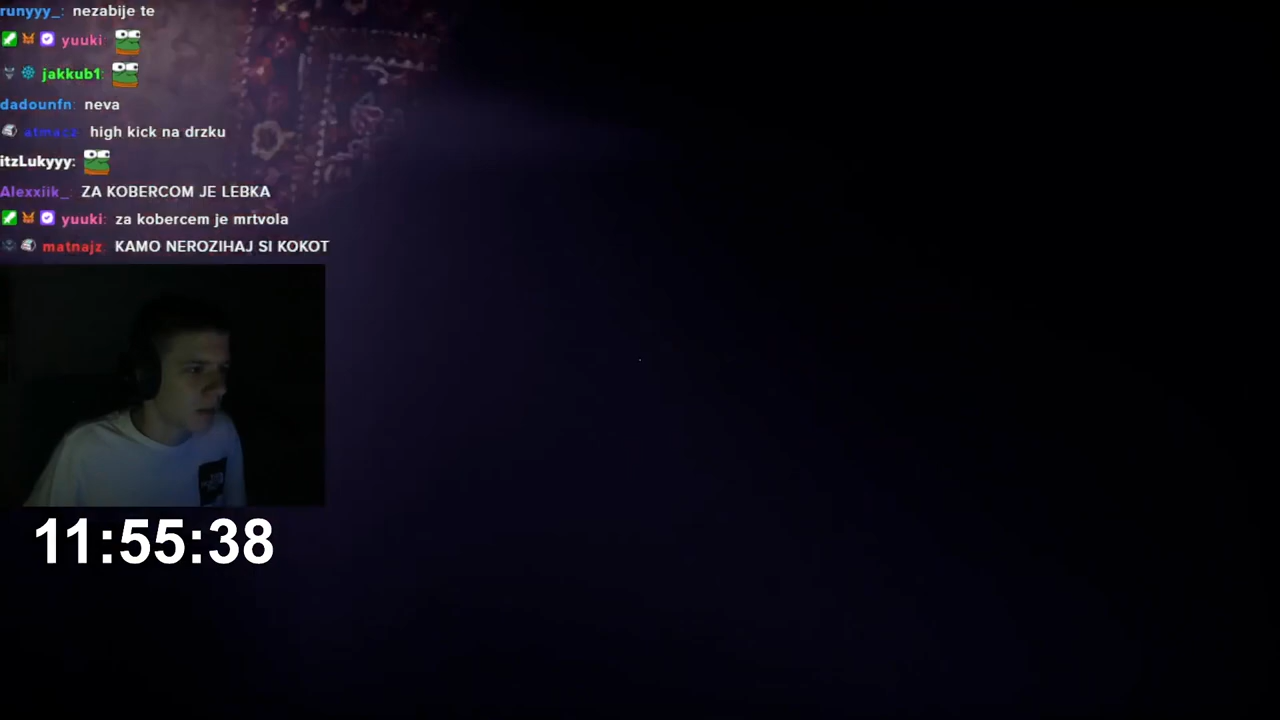 runyyy_: nezabije te
yuuki:
jakkub1:
dadounfn: neva
atmacz: high kick na drzku
itzLukyyy:
Alexxiik_: ZA KOBERCOM JE LEBKA
yuuki: za kobercem je mrtvola
matnajz: KAMO NEROZIHAJ SI KOKOT
11:55:38